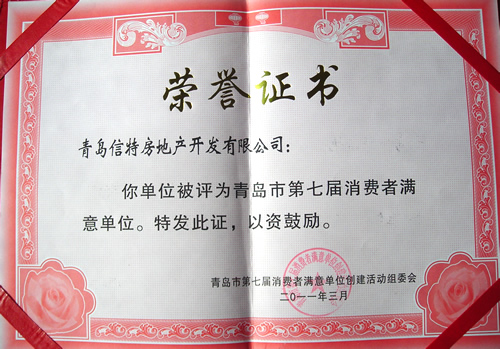 荣誉证书
青岛信特房地产开发有限公司：
你单位被评为青岛市第七届消费者满
意单位。特发此证，以资鼓励。
青岛市第七届消费者满意单位创建活动组委会
二〇一一年三月